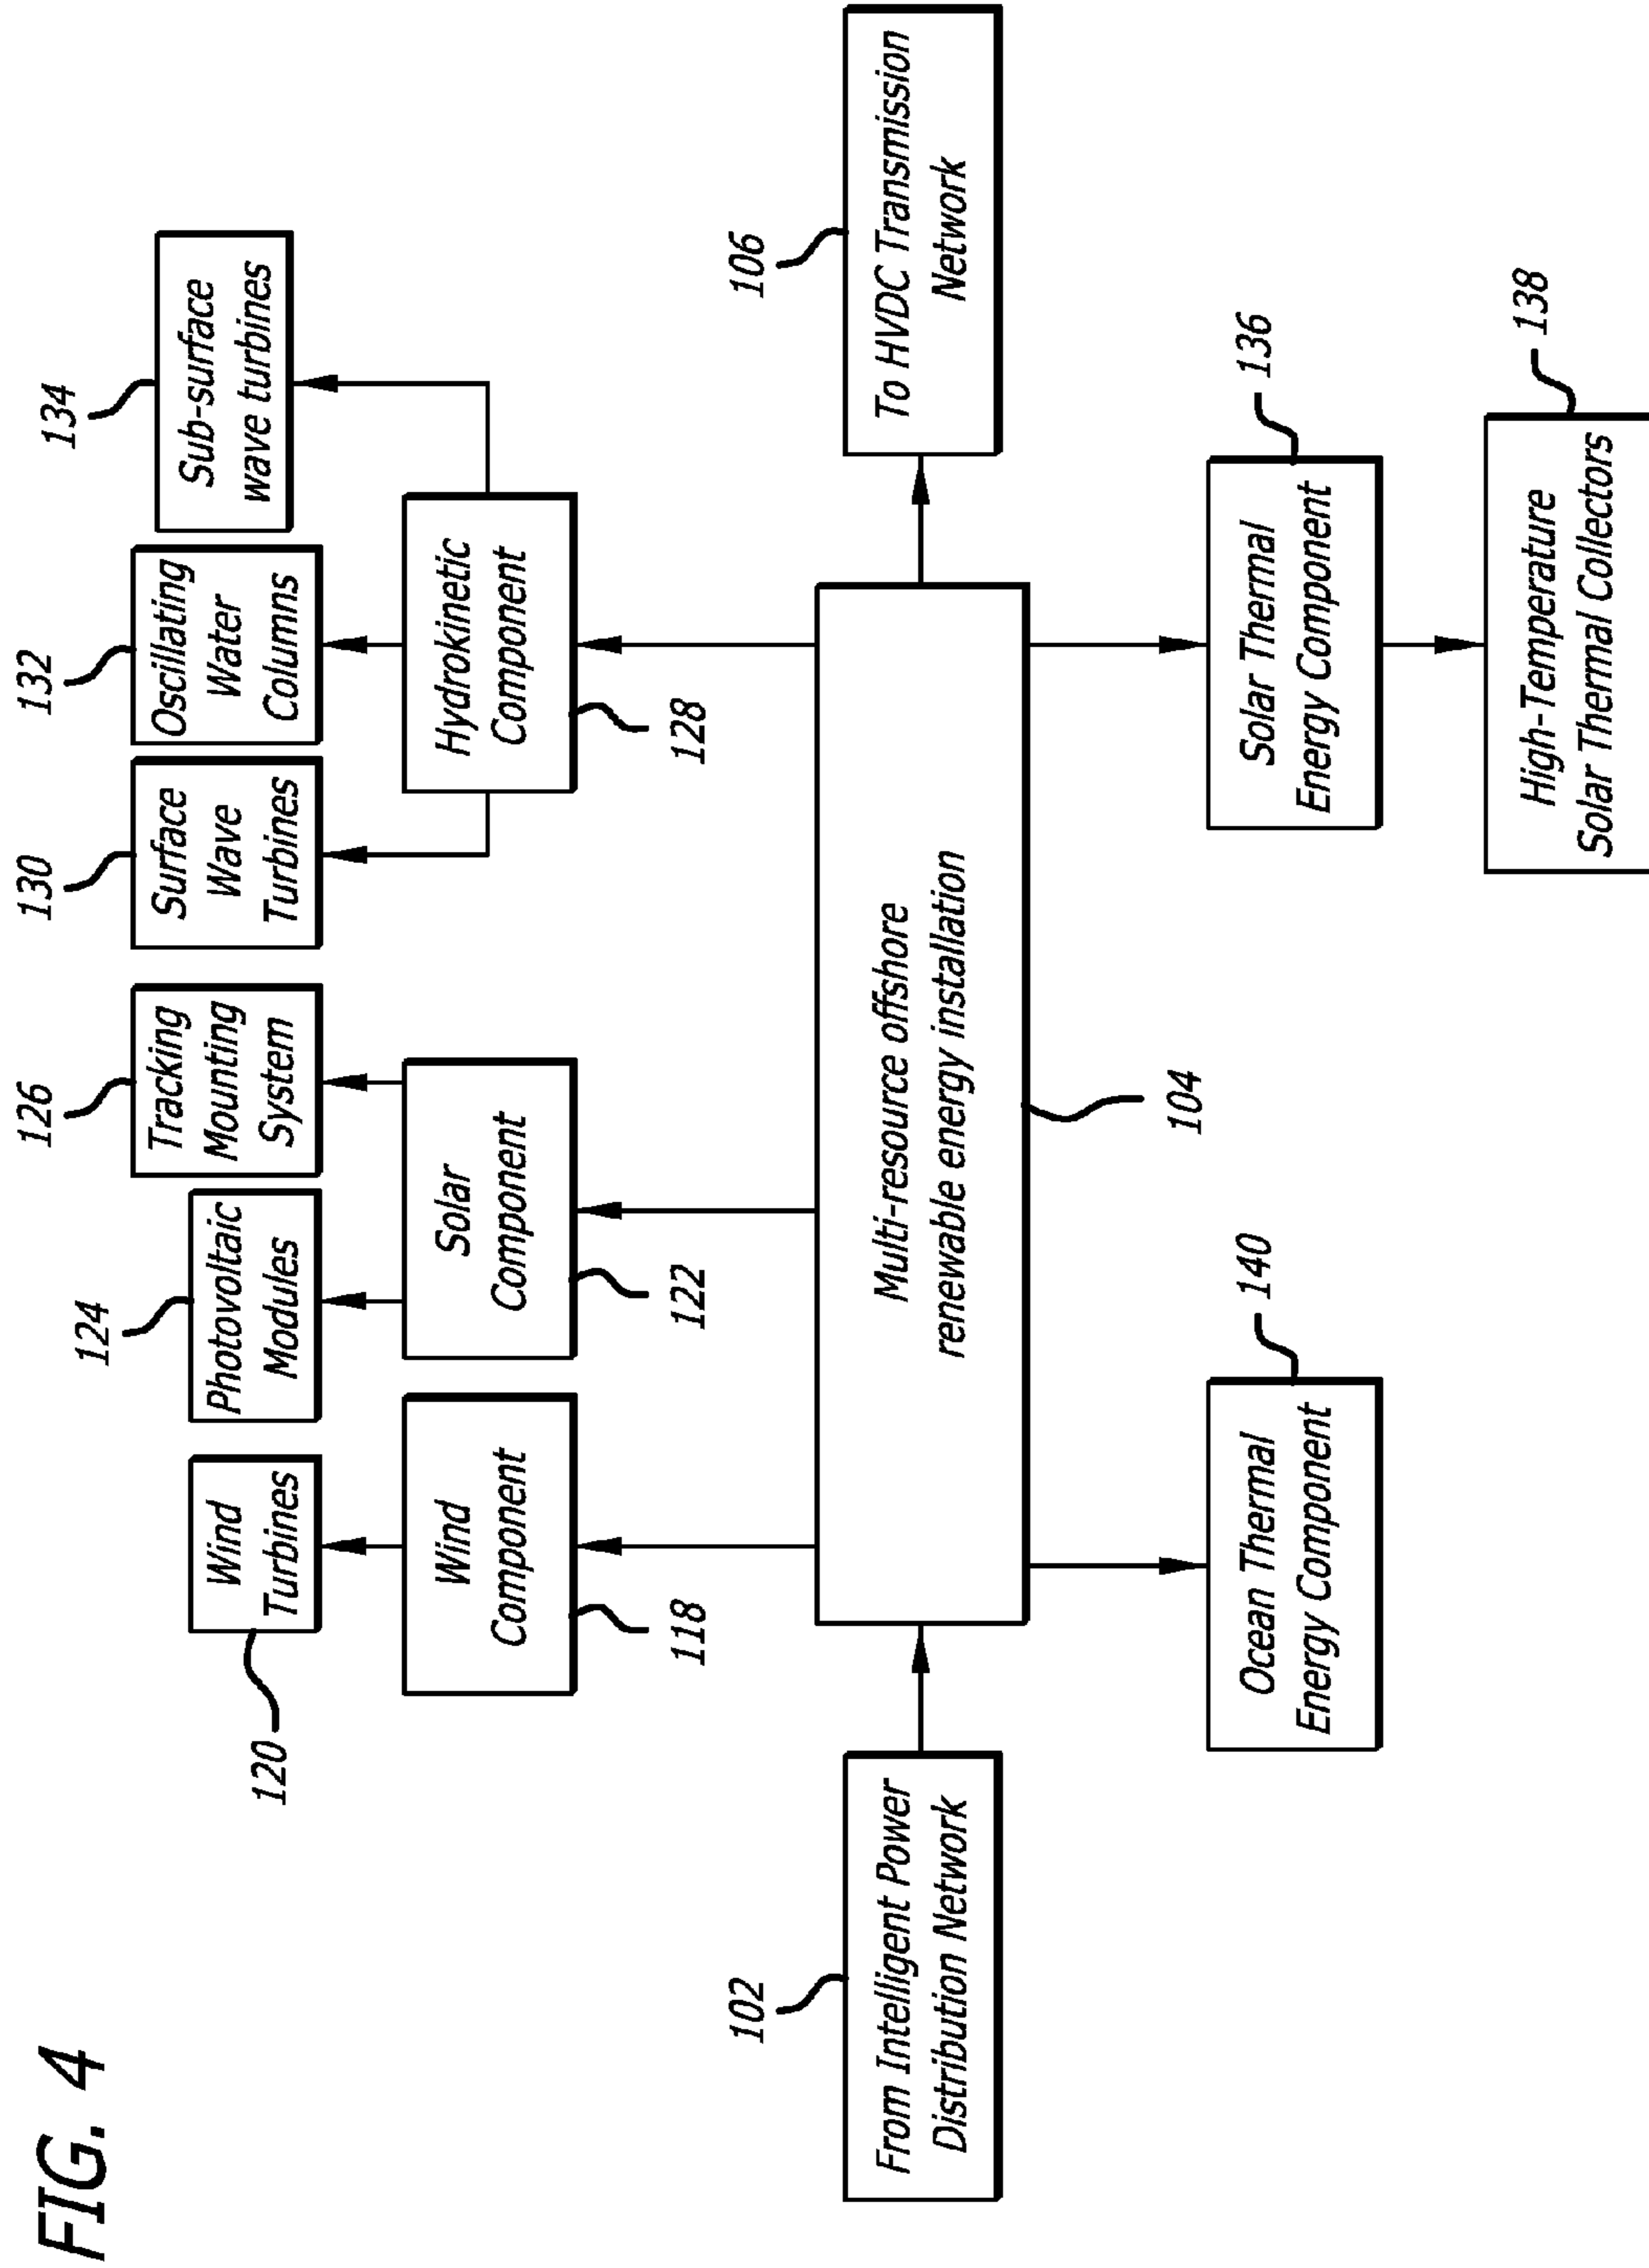 FIG. 4
134
132
130
126
124
Sub-surface
wave turbines
Oscillating
Water
Columns
Surface
Wave
Turbines
Tracking
Mounting
System
Photovoltaic
Modules
Wind
Turbines
120
Hydrokinetic
Component
Solar
Component
Wind
Component
128
122
118
102
106
From Intelligent Power
Distribution Network
Multi-resource offshore
renewable energy installation
To HVDC Transmission
Network
104
140
136
Ocean Thermal
Energy Component
Solar Thermal
Energy Component
138
High-Temperature
Solar Thermal Collectors